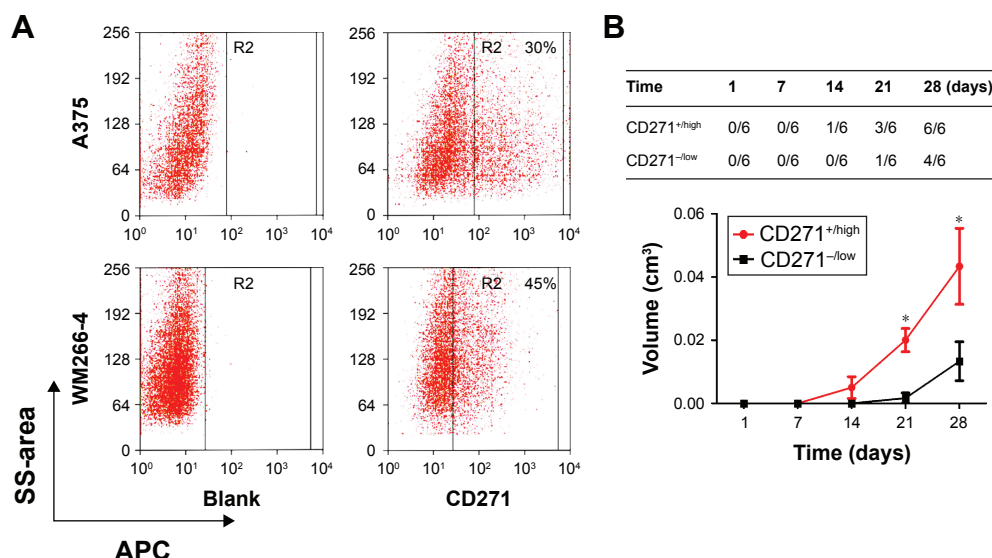 A
A375
256
192
128
64
0
R2
10⁰ 10¹ 10² 10³ 10⁴
256
192
128
64
0
R2 30%
10⁰ 10¹ 10² 10³ 10⁴
WM266-4
256
192
128
64
0
R2
10⁰ 10¹ 10² 10³ 10⁴
Blank
256
192
128
64
0
R2 45%
10⁰ 10¹ 10² 10³ 10⁴
CD271
SS-area
APC
B
Time 1 7 14 21 28 (days)
CD271+/high 0/6 0/6 1/6 3/6 6/6
CD271–/low 0/6 0/6 0/6 1/6 4/6
Volume (cm³)
0.06
0.04
0.02
0.00
CD271+/high
CD271–/low
*
*
1 7 14 21 28
Time (days)